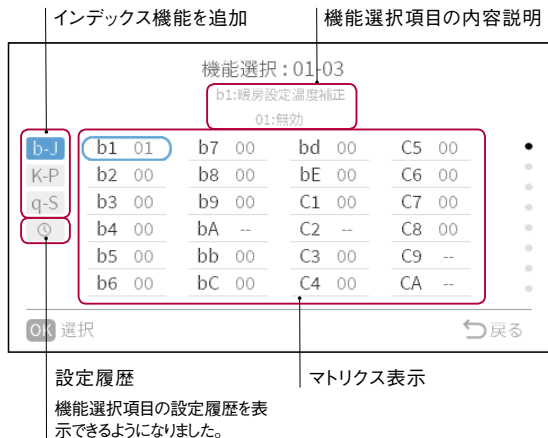 インデックス機能を追加
機能選択項目の内容説明
機能選択:01-03
b1:暖房設定温度補正
01:無効
b-J b1 01 b7 00 bd 00 C5 00
K-P b2 00 b8 00 bE 00 C6 00
q-S b3 00 b9 00 C1 00 C7 00
b4 00 bA -- C2 -- C8 00
b5 00 bb 00 C3 00 C9 --
b6 00 bC 00 C4 00 CA --
OK 選択 戻る
設定履歴
マトリクス表示
機能選択項目の設定履歴を表
示できるようになりました。